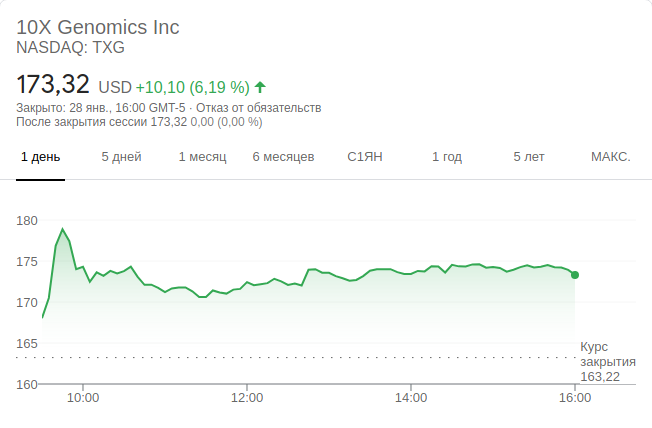 10X Genomics Inc
NASDAQ: TXG
173,32 USD +10,10 (6,19 %)
Закрыто: 28 янв., 16:00 GMT-5 · Отказ от обязательств
После закрытия сессии 173,32 0,00 (0,00 %)
1 день 5 дней 1 месяц 6 месяцев С1ЯН 1 год 5 лет МАКС.
180
175
170
165
Курс
закрытия
163,22
160
10:00 12:00 14:00 16:00